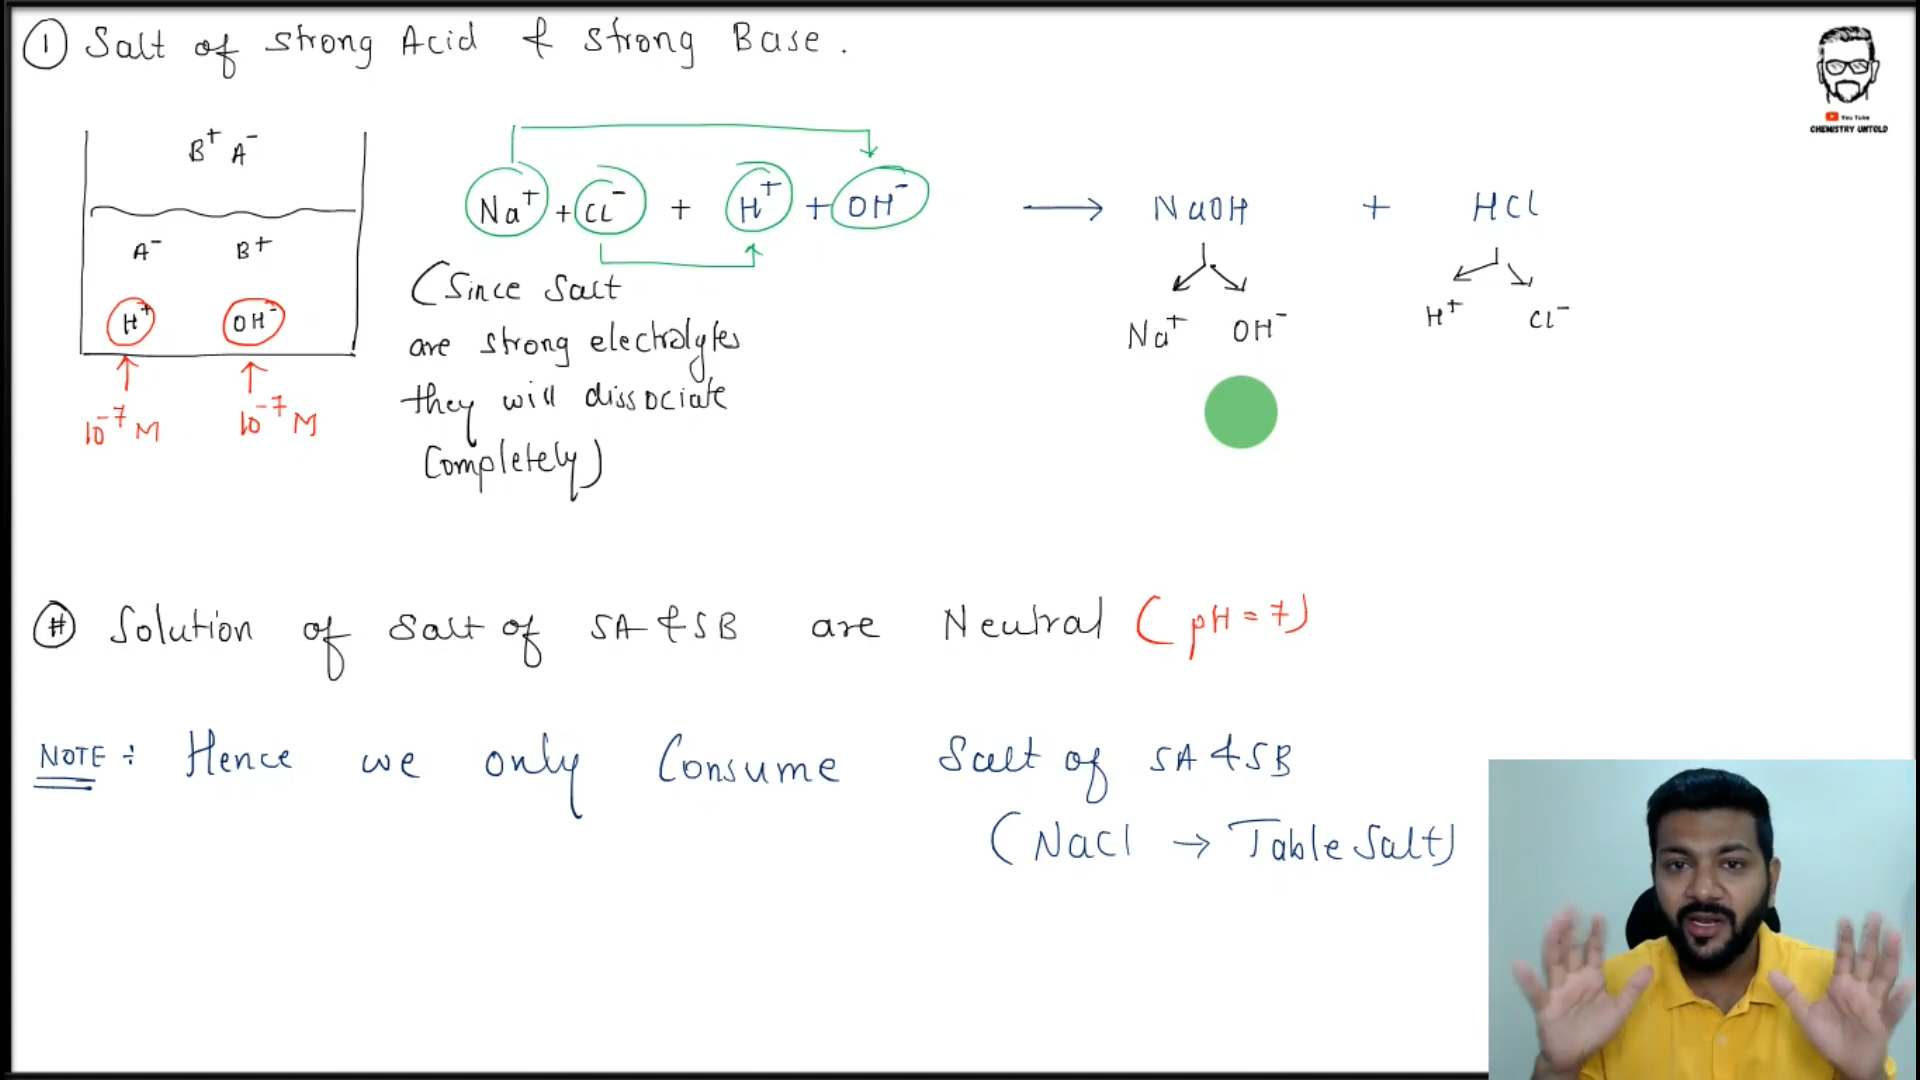 ① Salt of strong Acid & strong Base.
B⁺ A⁻
A⁻ B⁺
H⁺ OH⁻
10⁻⁷ M 10⁻⁷ M
Na⁺ + Cl⁻ + H⁺ + OH⁻ → NaOH + HCl
Na⁺ OH⁻ H⁺ Cl⁻
(Since Salt
are strong electrolytes
they will dissociate
Completely)
# Solution of Salt of SA & SB are Neutral (pH = 7)
NOTE : Hence we only Consume Salt of SA & SB
(NaCl → Table Salt)
You Tube
CHEMISTRY UNTOLD